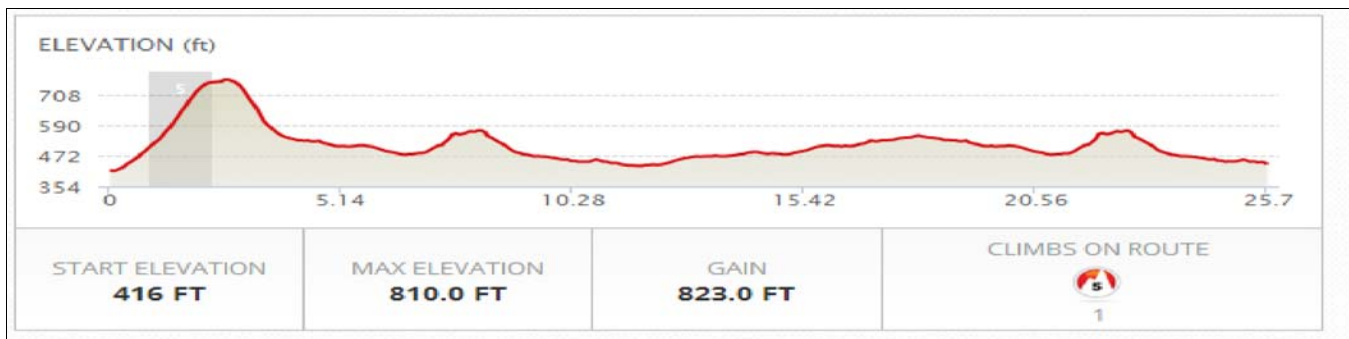 ELEVATION (ft)
5
708
590
472
354
0 5.14 10.28 15.42 20.56 25.7
START ELEVATION
416 FT
MAX ELEVATION
810.0 FT
GAIN
823.0 FT
CLIMBS ON ROUTE
5
1